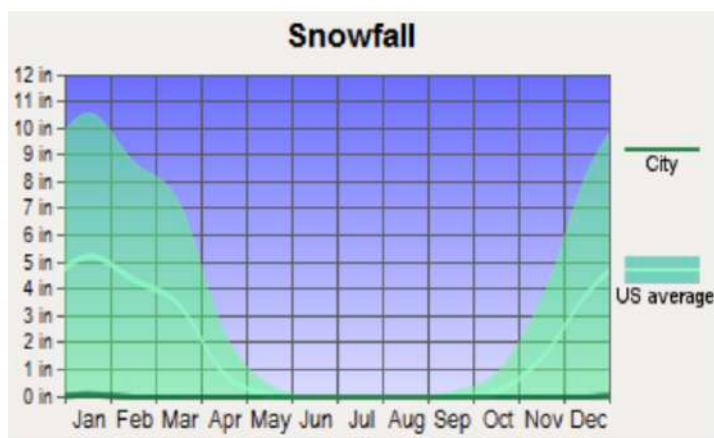 Snowfall
12 in
11 in
10 in
9 in
8 in
7 in
6 in
5 in
4 in
3 in
2 in
1 in
0 in
Jan Feb Mar Apr May Jun Jul Aug Sep Oct Nov Dec
City
US average